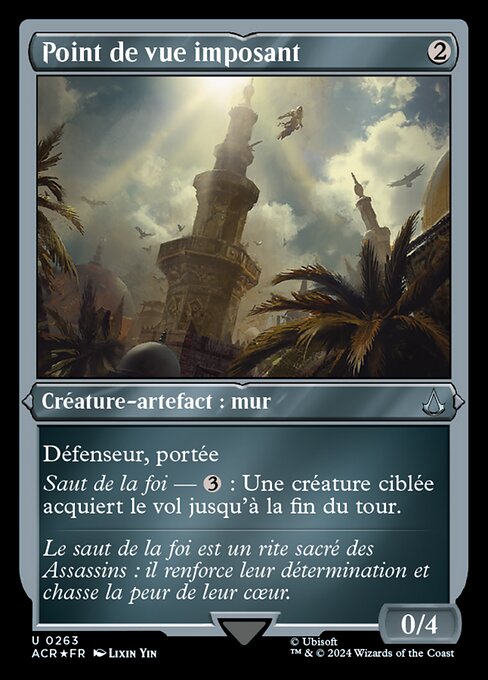 Point de vue imposant
2
Créature-artefact : mur
Défenseur, portée
Saut de la foi — 3 : Une créature ciblée
acquiert le vol jusqu'à la fin du tour.
Le saut de la foi est un rite sacré des
Assassins : il renforce leur détermination et
chasse la peur de leur cœur.
0/4
U 0263
ACR★FR Lixin Yin
© Ubisoft
™ & © 2024 Wizards of the Coast